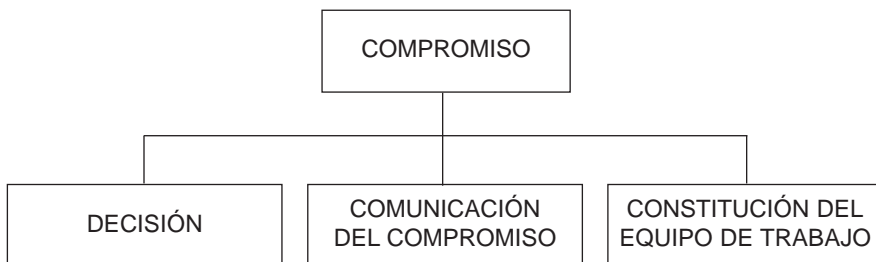 COMPROMISO
DECISIÓN
COMUNICACIÓN
DEL COMPROMISO
CONSTITUCIÓN DEL
EQUIPO DE TRABAJO